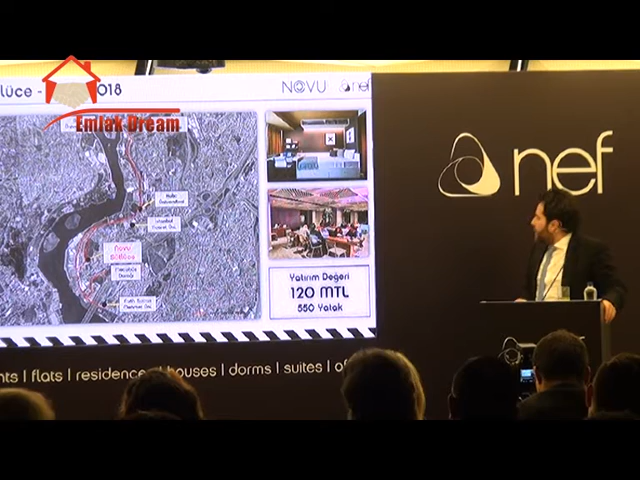 lüce - 2018
NOVU nef
Emlak Dream
Novu
Sütlüce
Yatırım Değeri
120 MTL
550 Yatak
nef
nts | flats | residence houses | dorms | suites | of